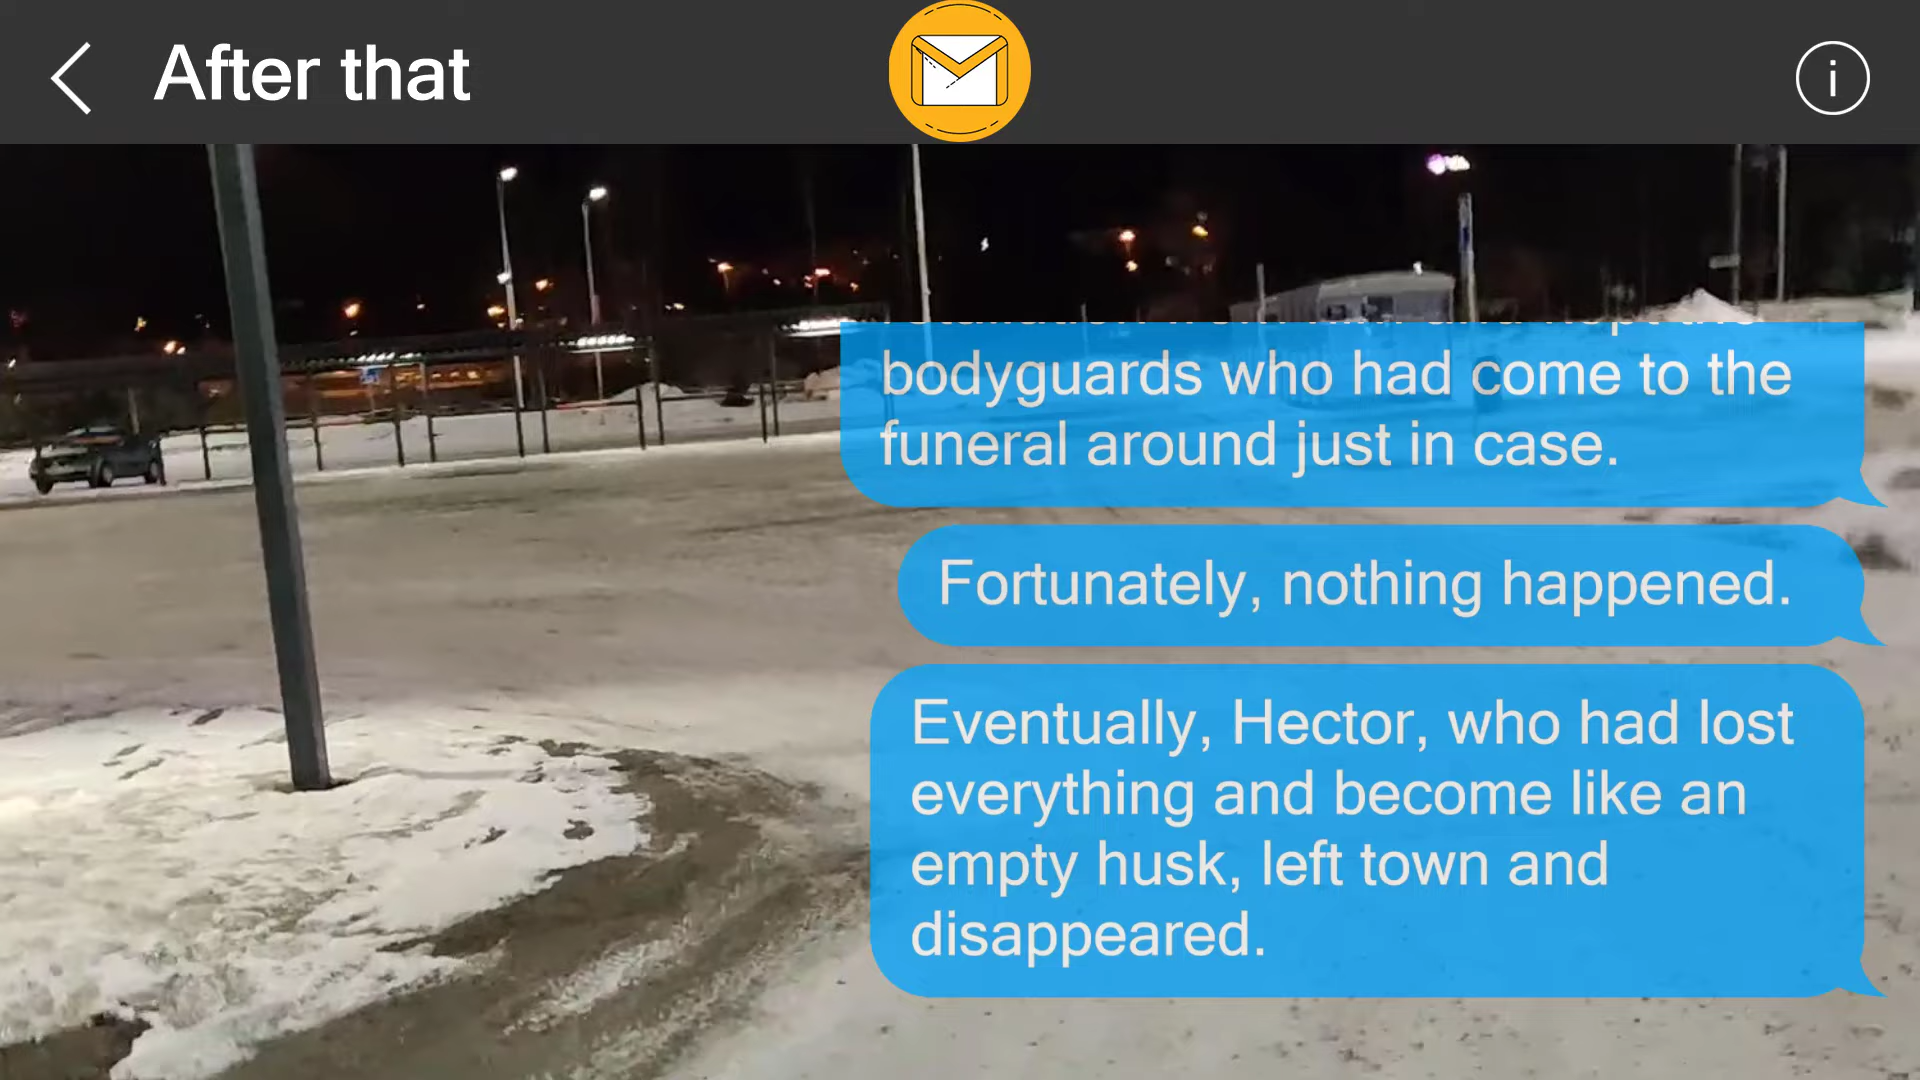 After that
bodyguards who had come to the
funeral around just in case.
Fortunately, nothing happened.
Eventually, Hector, who had lost
everything and become like an
empty husk, left town and
disappeared.